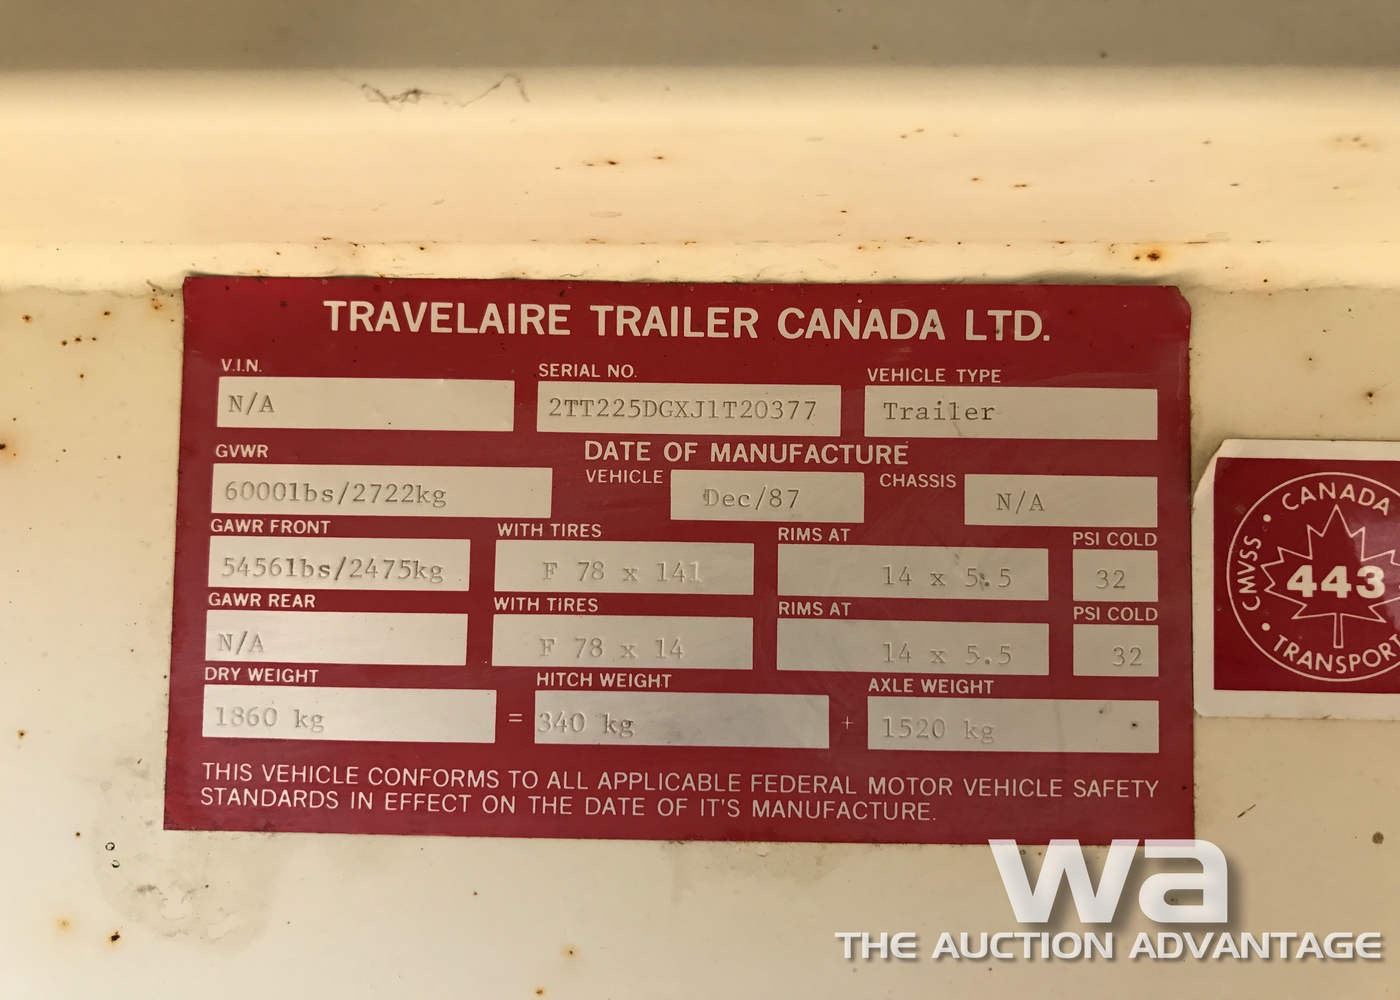 TRAVELAIRE TRAILER CANADA LTD.
V.I.N. SERIAL NO. VEHICLE TYPE
N/A 2TT225DGXJ1T20377 Trailer
GVWR DATE OF MANUFACTURE
VEHICLE CHASSIS
6000lbs/2722kg Dec/87 N/A
GAWR FRONT WITH TIRES RIMS AT PSI COLD
5456lbs/2475kg F 78 x 141 14 x 5.5 32
GAWR REAR WITH TIRES RIMS AT PSI COLD
N/A F 78 x 14 14 x 5.5 32
DRY WEIGHT HITCH WEIGHT AXLE WEIGHT
1860 kg = 340 kg + 1520 kg
THIS VEHICLE CONFORMS TO ALL APPLICABLE FEDERAL MOTOR VEHICLE SAFETY
STANDARDS IN EFFECT ON THE DATE OF IT'S MANUFACTURE.
CANADA
CMVSS
443
TRANSPORT
wa
THE AUCTION ADVANTAGE